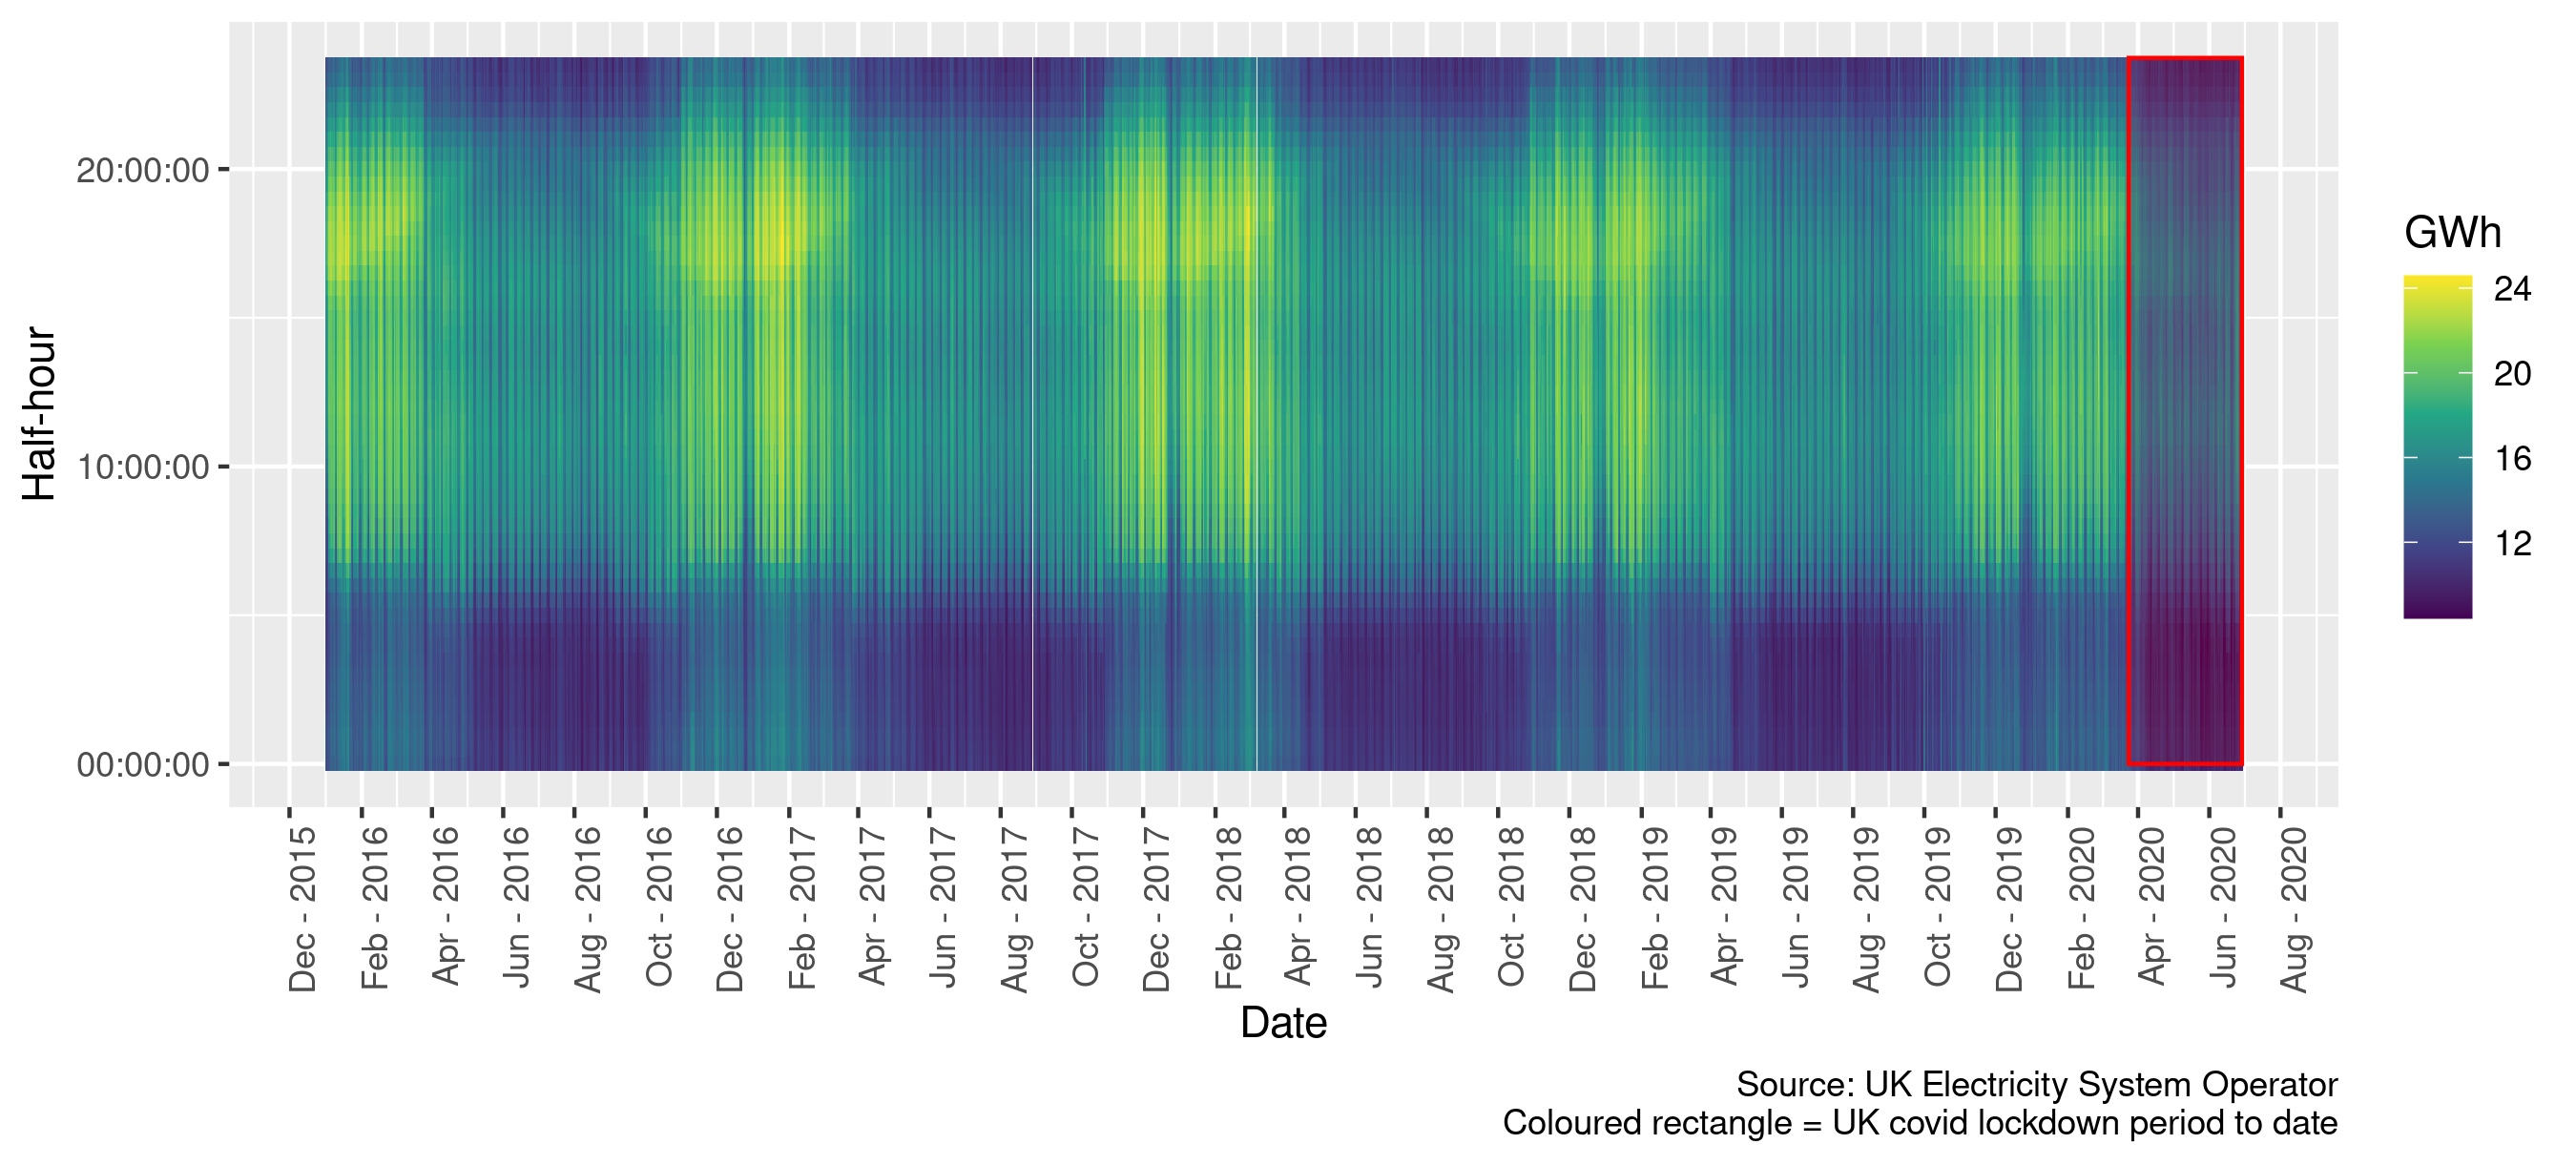 Half-hour
20:00:00
10:00:00
00:00:00
Dec - 2015
Feb - 2016
Apr - 2016
Jun - 2016
Aug - 2016
Oct - 2016
Dec - 2016
Feb - 2017
Apr - 2017
Jun - 2017
Aug - 2017
Oct - 2017
Dec - 2017
Feb - 2018
Apr - 2018
Jun - 2018
Aug - 2018
Oct - 2018
Dec - 2018
Feb - 2019
Apr - 2019
Jun - 2019
Aug - 2019
Oct - 2019
Dec - 2019
Feb - 2020
Apr - 2020
Jun - 2020
Aug - 2020
Date
GWh
24
20
16
12
Source: UK Electricity System Operator
Coloured rectangle = UK covid lockdown period to date